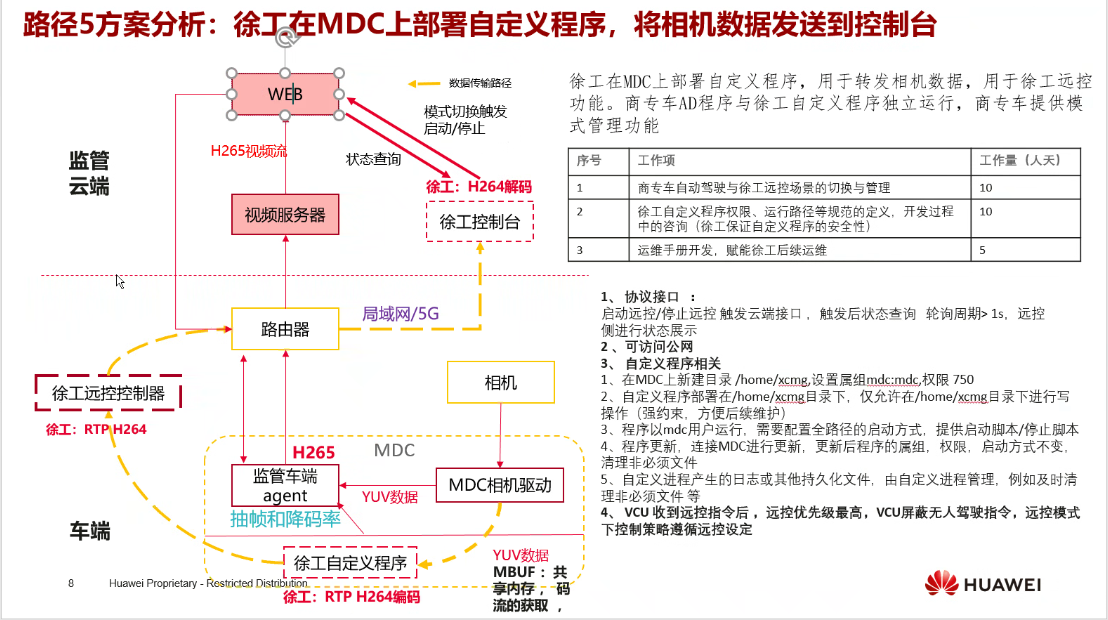 路径5方案分析：徐工在MDC上部署自定义程序，将相机数据发送到控制台
WEB
数据传输路径
模式切换触发
启动/停止
H265视频流
状态查询
监管
云端
徐工：H264解码
视频服务器
徐工控制台
局域网/5G
路由器
相机
徐工远控控制器
徐工：RTP H264
H265
MDC
监管车端
agent
YUV数据
MDC相机驱动
抽帧和降码率
车端
徐工自定义程序
YUV数据
MBUF：共
享内存，码
流的获取，
徐工：RTP H264编码
8
Huawei Proprietary - Restricted Distribution
徐工在MDC上部署自定义程序，用于转发相机数据，用于徐工远控
功能。商专车AD程序与徐工自定义程序独立运行，商专车提供模
式管理功能
序号 工作项 工作量（人天）
1 商专车自动驾驶与徐工远控场景的切换与管理 10
2 徐工自定义程序权限、运行路径等规范的定义，开发过程 10
中的咨询（徐工保证自定义程序的安全性）
3 运维手册开发，赋能徐工后续运维 5
1、 协议接口 ：
启动远控/停止远控 触发云端接口 ，触发后状态查询 轮询周期> 1s，远控
侧进行状态展示
2 、可访问公网
3、 自定义程序相关
1、在MDC上新建目录 /home/xcmg,设置属组mdc:mdc,权限 750
2、自定义程序部署在/home/xcmg目录下，仅允许在/home/xcmg目录下进行写
操作（强约束，方便后续维护）
3、程序以mdc用户运行，需要配置全路径的启动方式，提供启动脚本/停止脚本
4、程序更新，连接MDC进行更新，更新后程序的属组，权限，启动方式不变，
清理非必须文件
5、自定义进程产生的日志或其他持久化文件，由自定义进程管理，例如及时清
理非必须文件 等
4、 VCU 收到远控指令后 ，远控优先级最高，VCU屏蔽无人驾驶指令，远控模式
下控制策略遵循远控设定
HUAWEI